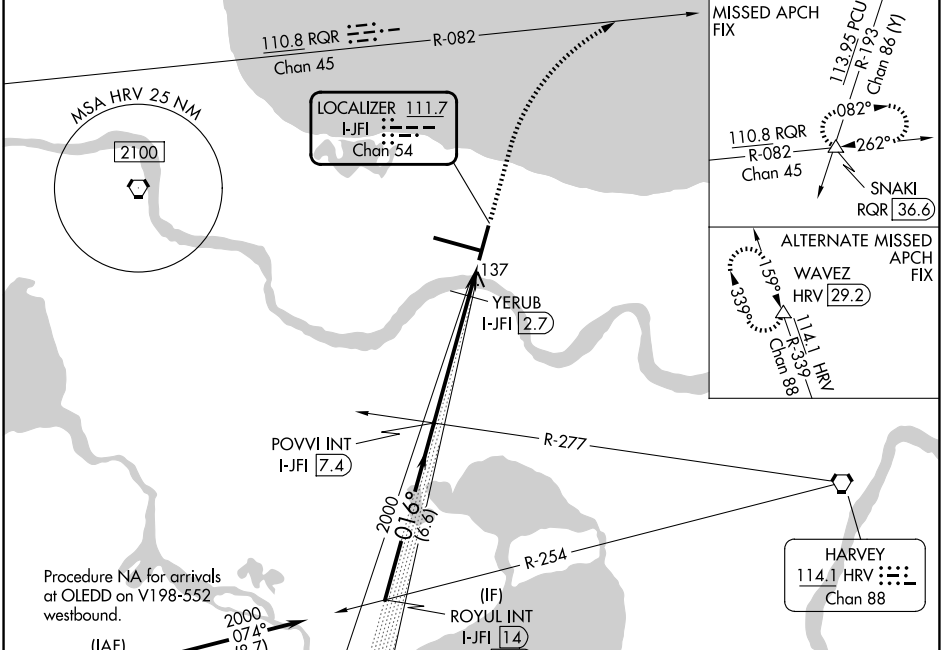 110.8 RQR
Chan 45
R-082
MSA HRV 25 NM
2100
LOCALIZER 111.7
I-JFI
Chan 54
137
YERUB
I-JFI 2.7
POVVI INT
I-JFI 7.4
R-277
2000
016°
(6.6)
R-254
(IF)
ROYUL INT
I-JFI 14
HARVEY
114.1 HRV
Chan 88
Procedure NA for arrivals
at OLEDD on V198-552
westbound.
(IAF)
2000
074°
(8.7)
MISSED APCH
FIX
113.95 PCU
R-193
Chan 86 (Y)
082°
262°
110.8 RQR
R-082
Chan 45
SNAKI
RQR 36.6
ALTERNATE MISSED
APCH
FIX
WAVEZ
HRV 29.2
159°
339°
114.1 HRV
R-339
Chan 88